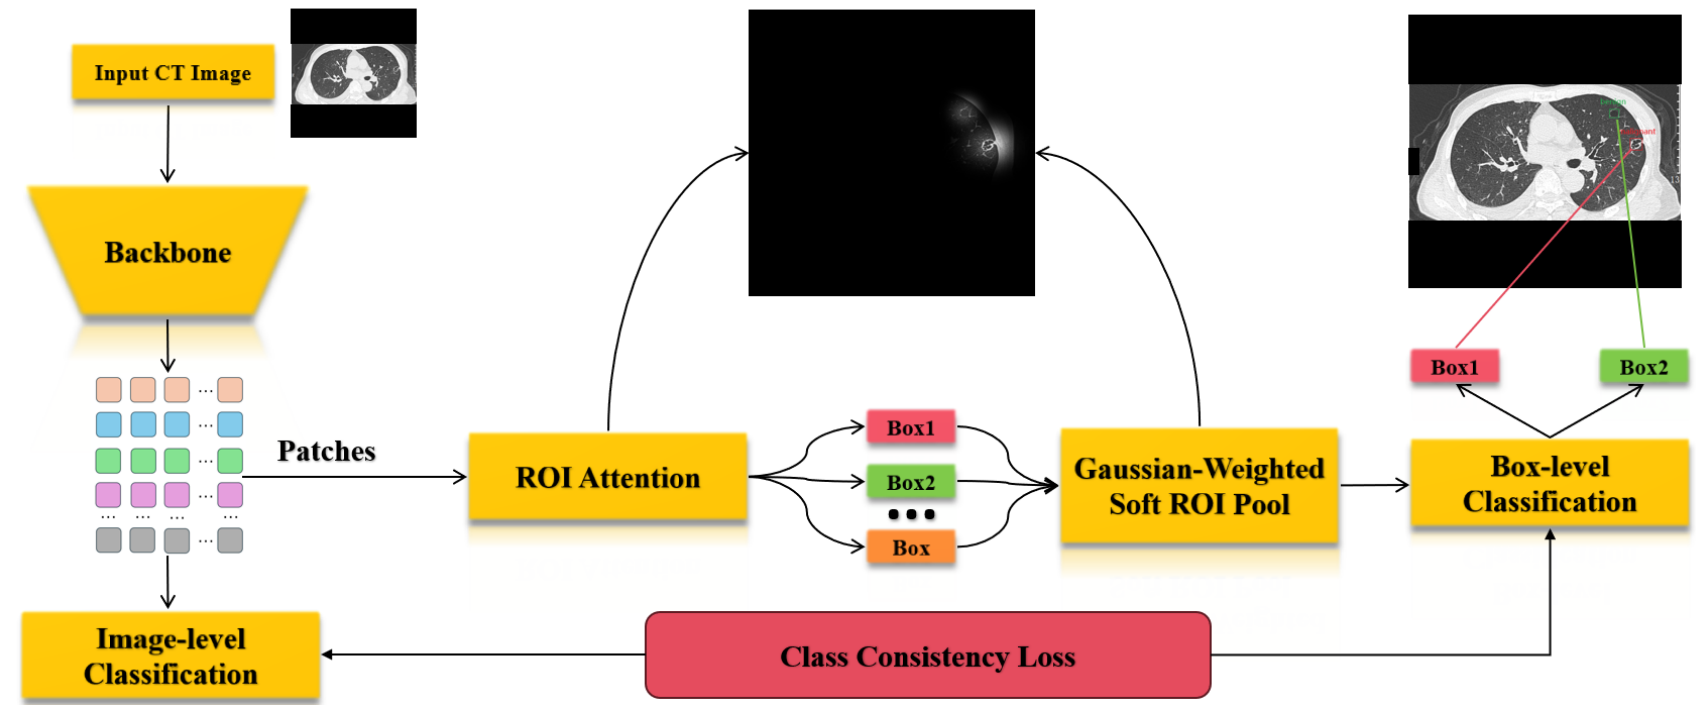 Input CT Image
Backbone
Patches
ROI Attention
Box1
Box2
Box
Gaussian-Weighted
Soft ROI Pool
Box1
Box2
Box-level
Classification
Image-level
Classification
Class Consistency Loss